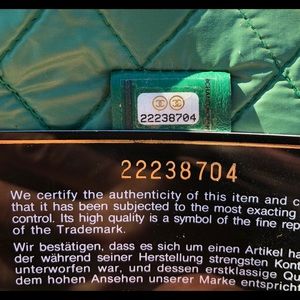 22238704
22238704
We certify the authenticity of this item and c
that it has been subjected to the most exacting
control. Its high quality is a symbol of the fine rep
of the Trademark.
Wir bestätigen, dass es sich um einen Artikel ha
der während seiner Herstellung strengsten Kont
unterworfen war, und dessen erstklassige Qu
dem hohen Ansehen unserer Marke entspricht